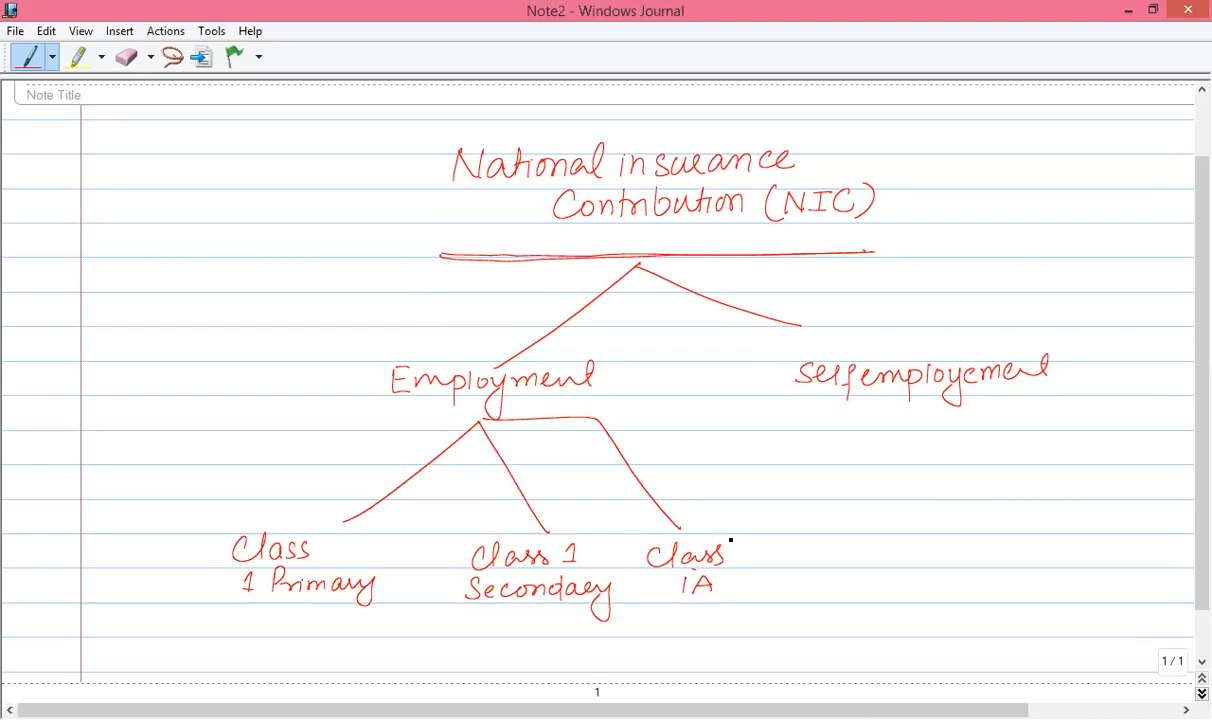 Note2 - Windows Journal
File Edit View Insert Actions Tools Help
Note Title
National insurance
Contribution (NIC)
Employment
Selfemployement
Class
1 Primary
Class 1
Secondary
Class
iA
1 / 1
1